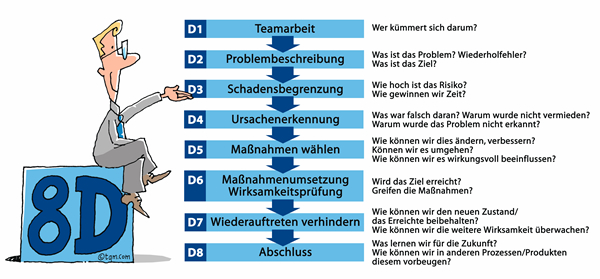 D1 Teamarbeit Wer kümmert sich darum?
D2 Problembeschreibung Was ist das Problem? Wiederholfehler?
Was ist das Ziel?
D3 Schadensbegrenzung Wie hoch ist das Risiko?
Wie gewinnen wir Zeit?
D4 Ursachenerkennung Was war falsch daran? Warum wurde nicht vermieden?
Warum wurde das Problem nicht erkannt?
D5 Maßnahmen wählen Wie können wir dies ändern, verbessern?
Können wir es umgehen?
Wie können wir es wirkungsvoll beeinflussen?
D6 Maßnahmenumsetzung
Wirksamkeitsprüfung
Wird das Ziel erreicht?
Greifen die Maßnahmen?
D7 Wiederauftreten verhindern Wie können wir den neuen Zustand/
das Erreichte beibehalten?
Wie können wir die weitere Wirksamkeit überwachen?
D8 Abschluss Was lernen wir für die Zukunft?
Wie können wir in anderen Prozessen/Produkten
diesem vorbeugen?
8D
©tqm.com